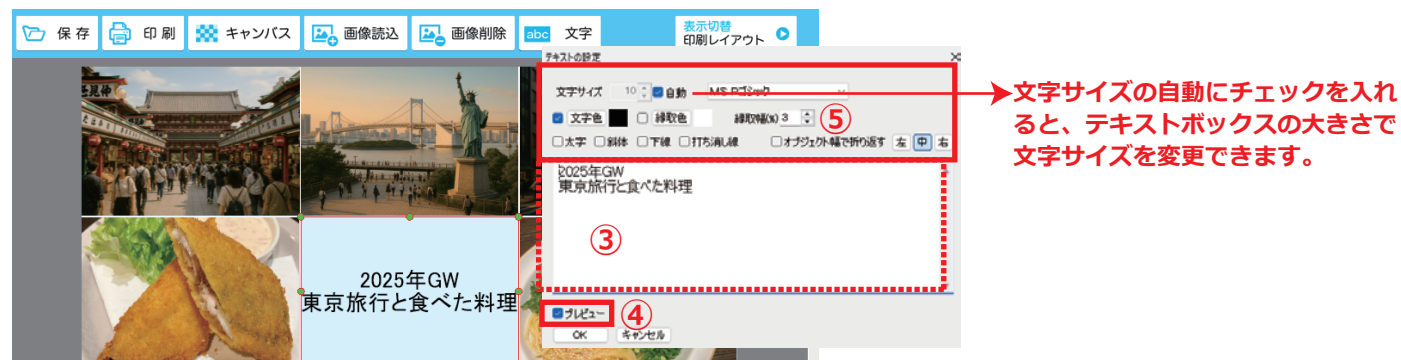 保存
印刷
キャンバス
画像読込
画像削除
abc 文字
表示切替
印刷レイアウト
テキストの設定
文字サイズ 10 自動 MS Pゴシック
文字色 縁取色 縁取幅(%) 3 ⑤
太字 斜体 下線 打ち消し線 オブジェクト幅で折り返す 左 中 右
2025年GW
東京旅行と食べた料理
③
プレビュー ④
OK キャンセル
文字サイズの自動にチェックを入れ
ると、テキストボックスの大きさで
文字サイズを変更できます。
2025年GW
東京旅行と食べた料理